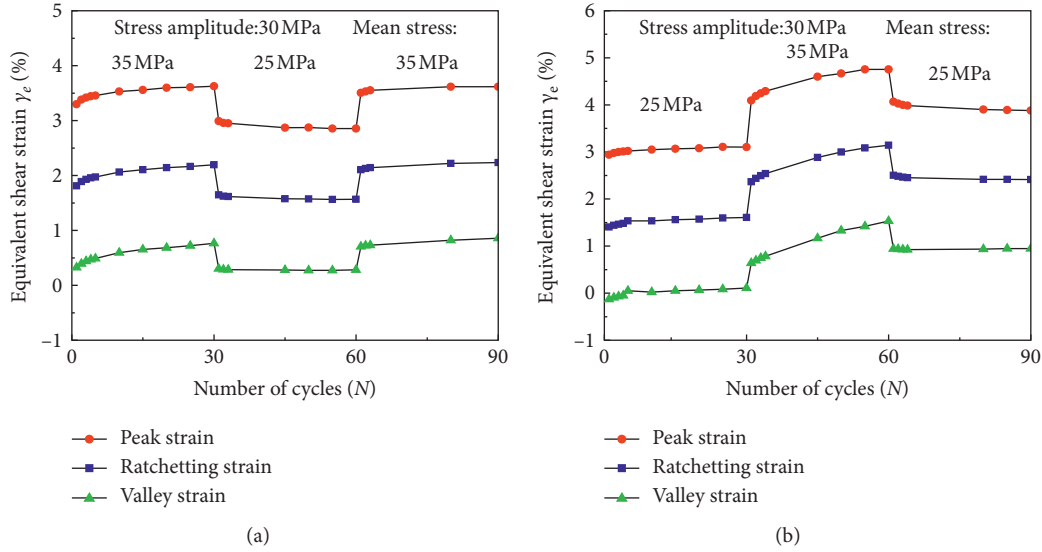 Stress amplitude:30 MPa Mean stress:
35 MPa 25 MPa 35 MPa
5
4
3
2
1
0
–1
Equivalent shear strain γe (%)
0 30 60 90
Number of cycles (N)
Peak strain
Ratchetting strain
Valley strain
(a)
Stress amplitude:30 MPa Mean stress:
35 MPa
25 MPa
25 MPa
6
5
4
3
2
1
0
–1
Equivalent shear strain γe (%)
0 30 60 90
Number of cycles (N)
Peak strain
Ratchetting strain
Valley strain
(b)